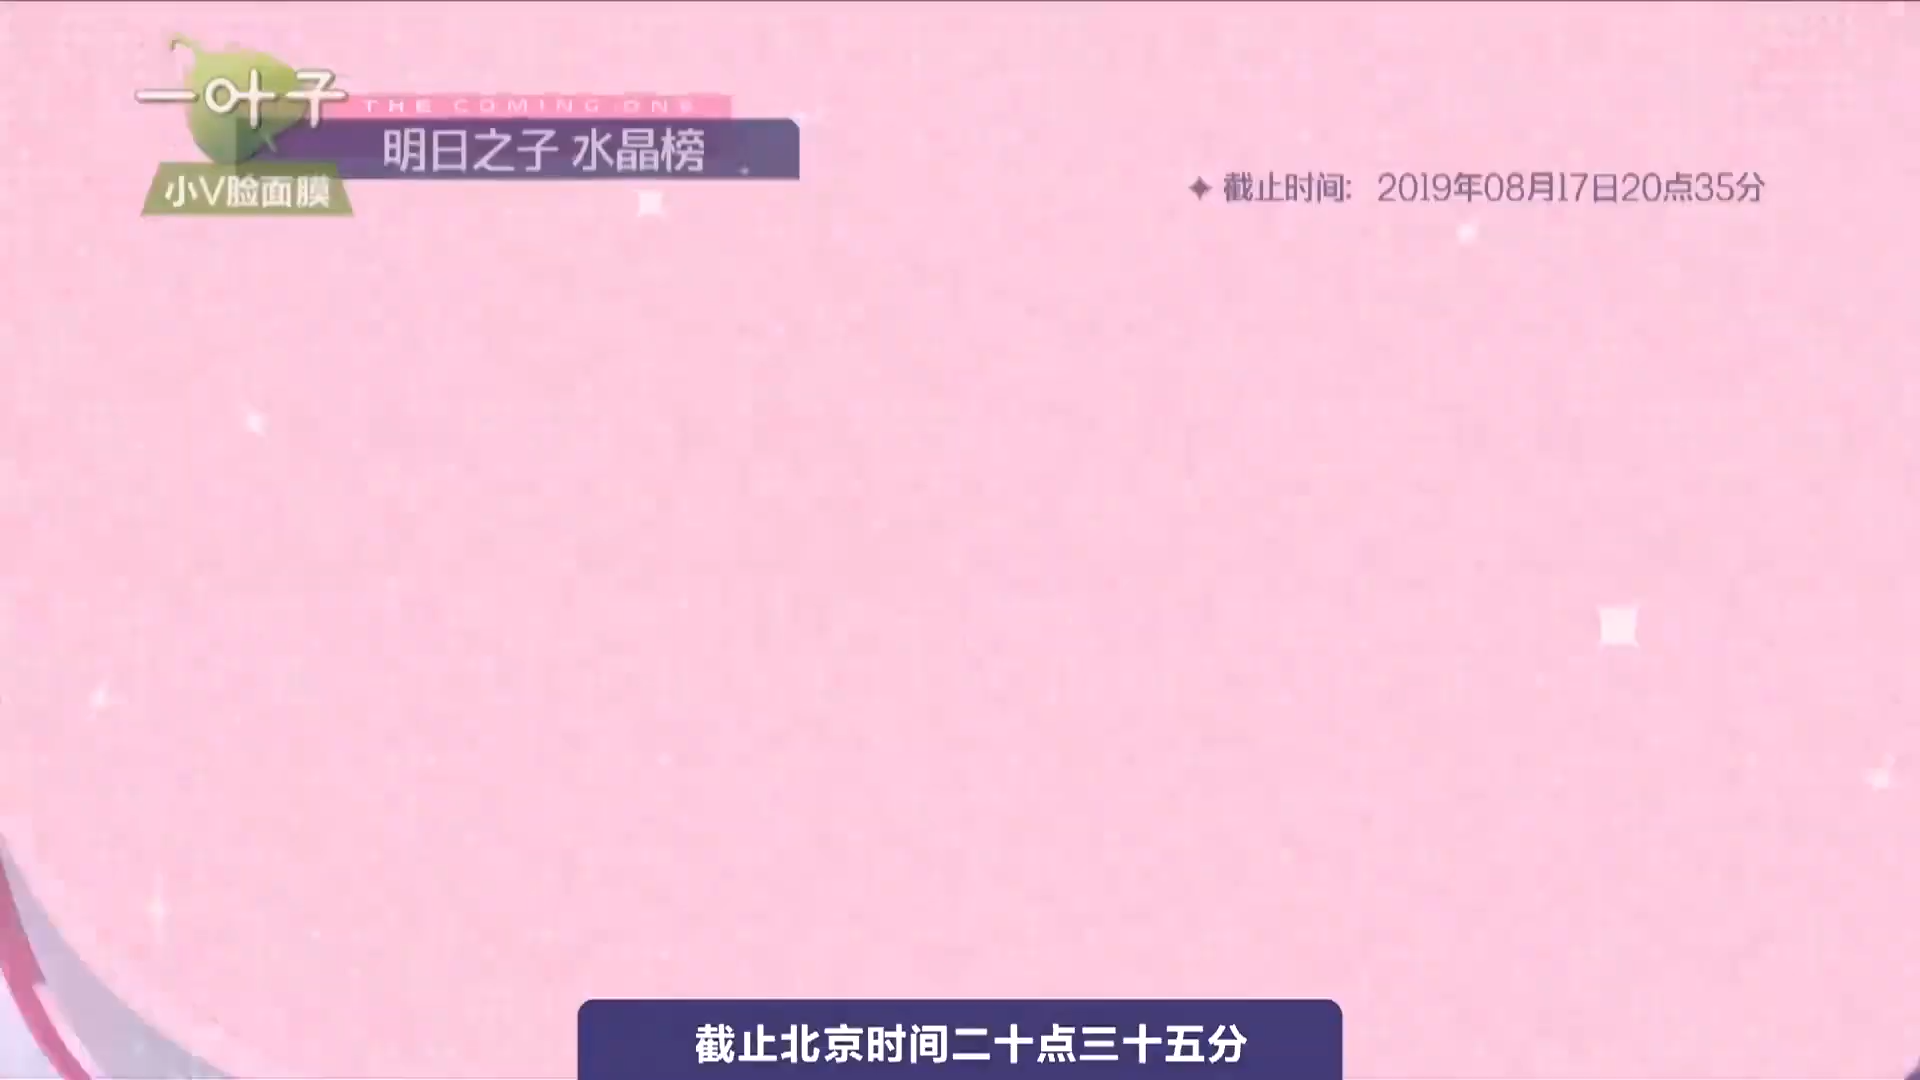 一叶子
THE COMING ONE
明日之子 水晶榜
小V脸面膜
截止时间: 2019年08月17日20点35分
截止北京时间二十点三十五分